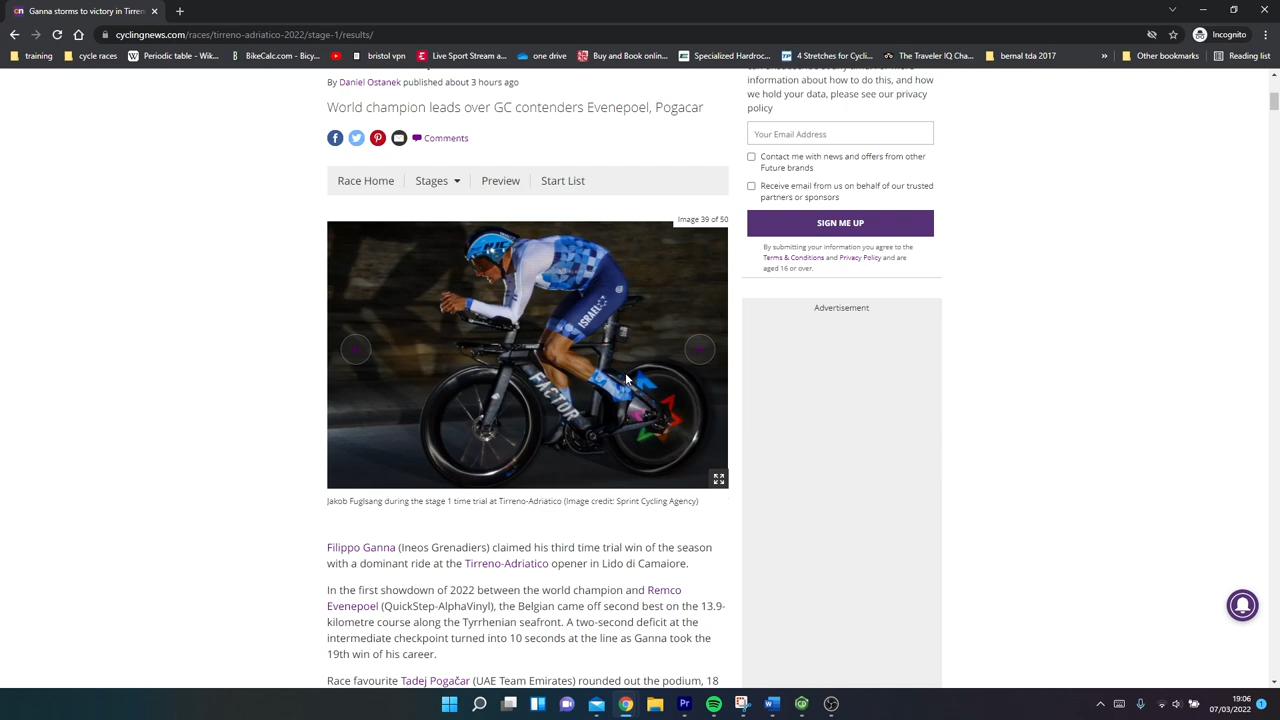 Ganna to Victory in Tirren
cyclingnews.com/races/tirreno-adriatico-2022/stage-1/results/
Incognito
training
cycle races
Periodic table - Wik...
BikeCalc.com - Bicy...
bristol vpn
Live Sport Stream a...
one drive
Book your online...
Specialized Hardroc...
4 Stretches for Cycli...
The Traveler IQ Cha...
bernal tda 2017
»
Other bookmarks
Reading list
By Daniel Ostanek published about 3 hours ago
World champion leads over GC contenders Evenepoel, Pogacar
Comments
Race Home
Stages
Preview
Start List
Image 39 of 50
ISRAEL
FACTOR
Jakob Fuglsang during the stage 1 time trial at Tirreno-Adriatico (Image credit: Sprint Cycling Agency)
Filippo Ganna (Ineos Grenadiers) claimed his third time trial win of the season
with a dominant ride at the Tirreno-Adriatico opener in Lido di Camaiore.
In the first showdown of 2022 between the world champion and Remco
Evenepoel (QuickStep-AlphaVinyl), the Belgian came off second best on the 13.9-
kilometre course along the Tyrrhenian seafront. A two-second deficit at the
intermediate checkpoint turned into 10 seconds at the line as Ganna took the
19th win of his career.
Race favourite Tadej Pogačar (UAE Team Emirates) rounded out the podium, 18
information about how to do this, and how
we hold your data, please see our privacy
policy
Your Email Address
Contact me with news and offers from other
Future brands
Receive email from us on behalf of our trusted
partners or sponsors
SIGN ME UP
By submitting your information you agree to the
Terms & Conditions and Privacy Policy and are
aged 16 or over.
Advertisement
19:06
07/03/2022